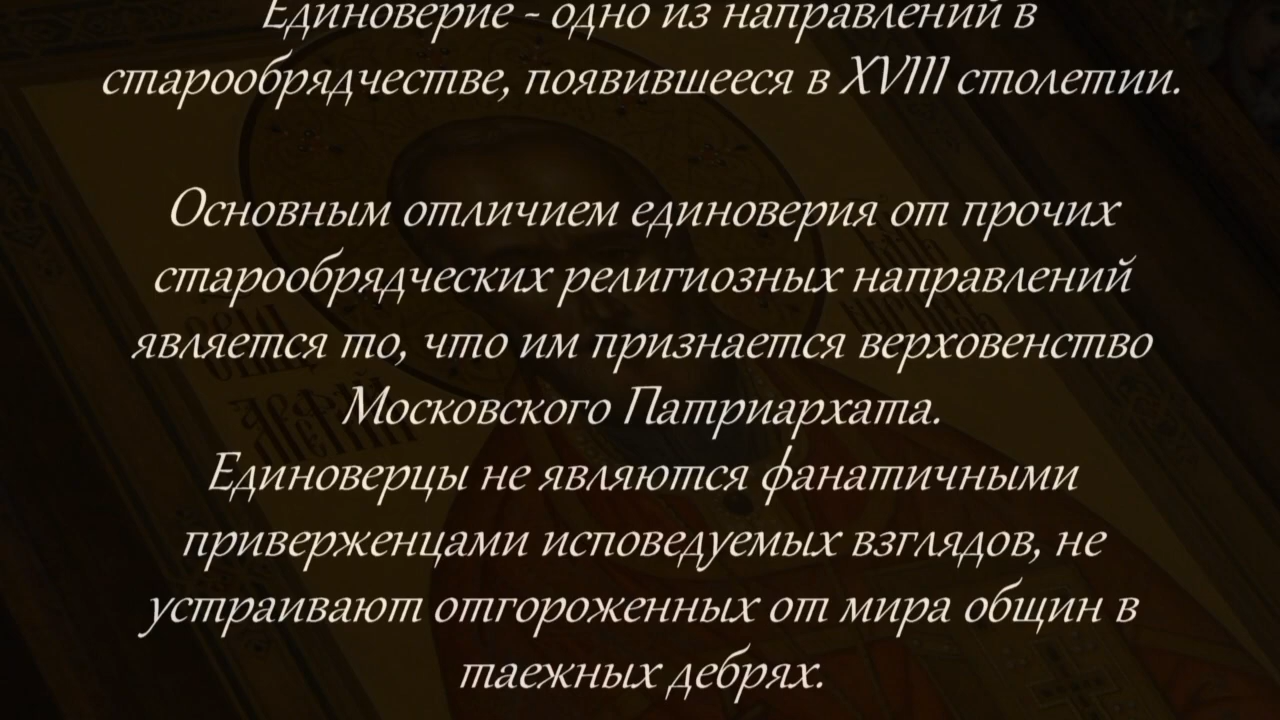 Единоверие - одно из направлений в
старообрядчестве, появившееся в XVIII столетии.
Основным отличием единоверия от прочих
старообрядческих религиозных направлений
является то, что им признается верховенство
Московского Патриархата.
Единоверцы не являются фанатичными
приверженцами исповедуемых взглядов, не
устраивают отгороженных от мира общин в
таежных дебрях.